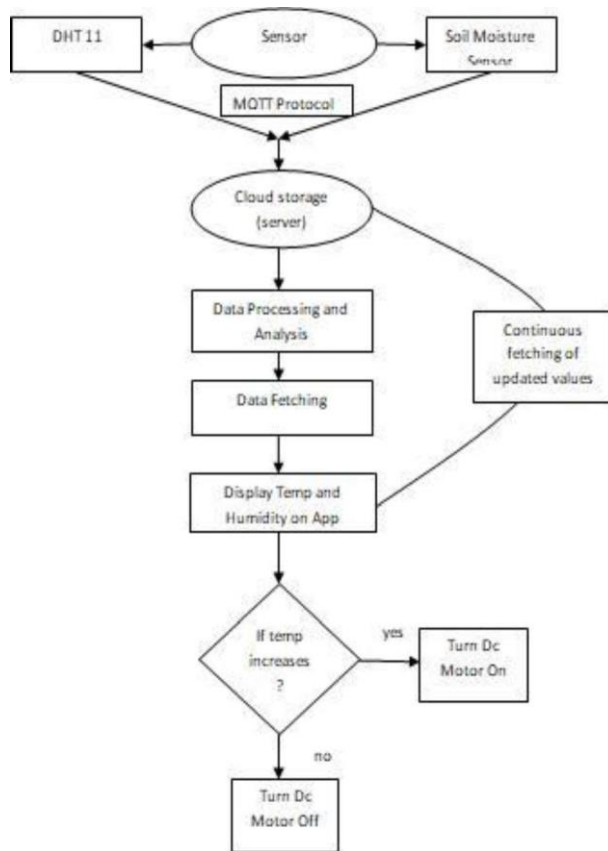 DHT 11
Sensor
Soil Moisture
Sensor
MQTT Protocol
Cloud storage
(server)
Data Processing and
Analysis
Continuous
fetching of
updated values
Data Fetching
Display Temp and
Humidity on App
If temp
increases
?
yes
Turn Dc
Motor On
no
Turn Dc
Motor Off